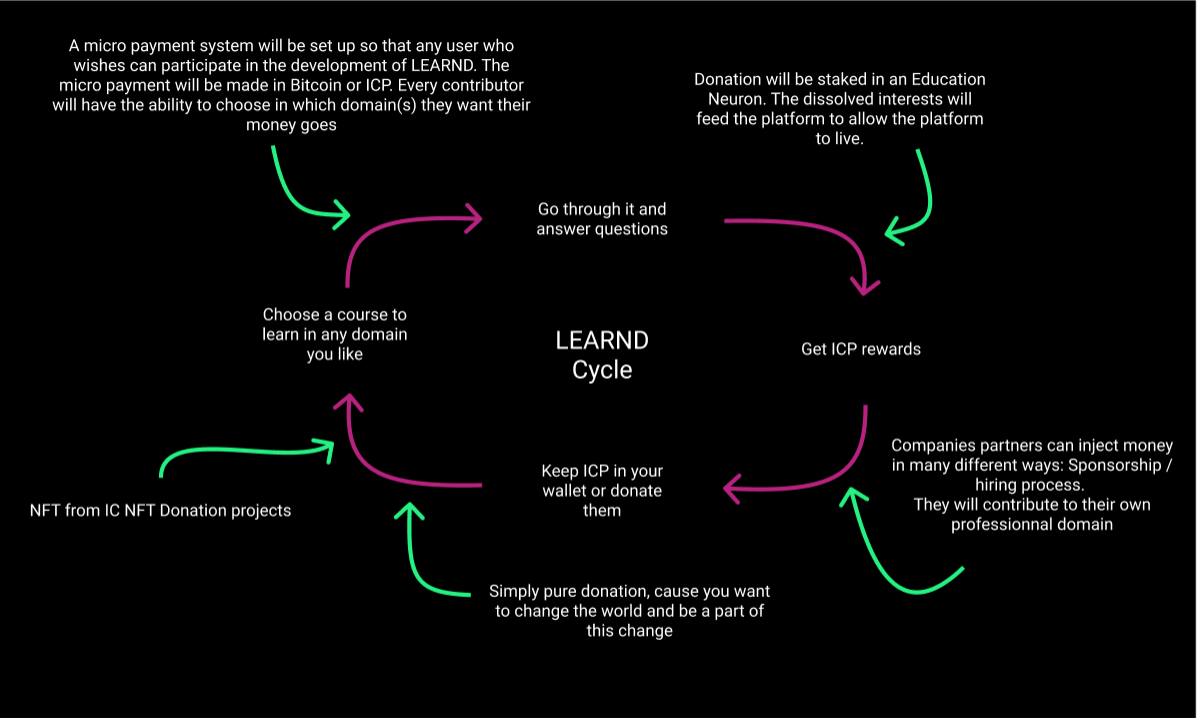 A micro payment system will be set up so that any user who
wishes can participate in the development of LEARND. The
micro payment will be made in Bitcoin or ICP. Every contributor
will have the ability to choose in which domain(s) they want their
money goes
Donation will be staked in an Education
Neuron. The dissolved interests will
feed the platform to allow the platform
to live.
Go through it and
answer questions
Choose a course to
learn in any domain
you like
LEARND
Cycle
Get ICP rewards
Companies partners can inject money
in many different ways: Sponsorship /
hiring process.
They will contribute to their own
professionnal domain
Keep ICP in your
wallet or donate
them
NFT from IC NFT Donation projects
Simply pure donation, cause you want
to change the world and be a part of
this change